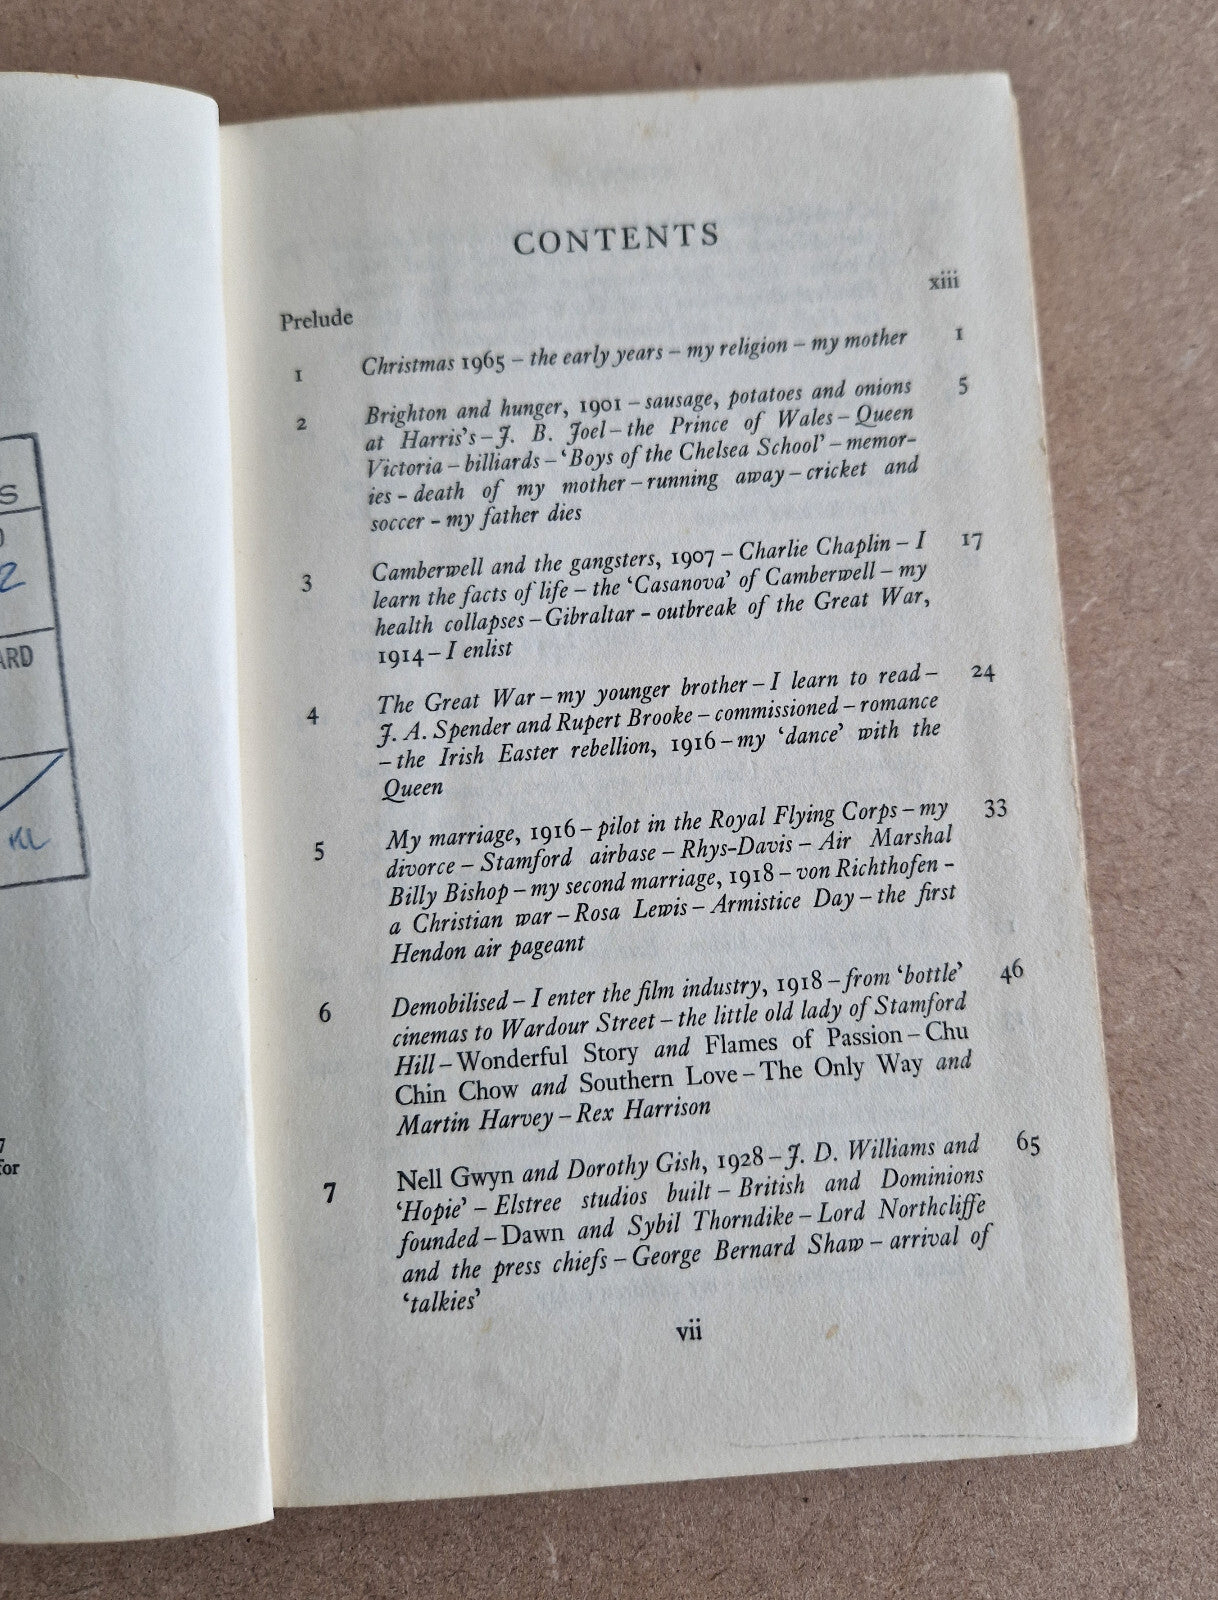 S
2
ARD
KL
7
for
CONTENTS
Prelude xiii
1 Christmas 1965 – the early years – my religion – my mother 1
2 Brighton and hunger, 1901 – sausage, potatoes and onions 5
at Harris's – J. B. Joel – the Prince of Wales – Queen
Victoria – billiards – 'Boys of the Chelsea School' – memor-
ies – death of my mother – running away – cricket and
soccer – my father dies
3 Camberwell and the gangsters, 1907 – Charlie Chaplin – I 17
learn the facts of life – the 'Casanova' of Camberwell – my
health collapses – Gibraltar – outbreak of the Great War,
1914 – I enlist
4 The Great War – my younger brother – I learn to read – 24
J. A. Spender and Rupert Brooke – commissioned – romance
– the Irish Easter rebellion, 1916 – my 'dance' with the
Queen
5 My marriage, 1916 – pilot in the Royal Flying Corps – my 33
divorce – Stamford airbase – Rhys-Davis – Air Marshal
Billy Bishop – my second marriage, 1918 – von Richthofen –
a Christian war – Rosa Lewis – Armistice Day – the first
Hendon air pageant
6 Demobilised – I enter the film industry, 1918 – from 'bottle' 46
cinemas to Wardour Street – the little old lady of Stamford
Hill – Wonderful Story and Flames of Passion – Chu
Chin Chow and Southern Love – The Only Way and
Martin Harvey – Rex Harrison
7 Nell Gwyn and Dorothy Gish, 1928 – J. D. Williams and 65
'Hopie' – Elstree studios built – British and Dominions
founded – Dawn and Sybil Thorndike – Lord Northcliffe
and the press chiefs – George Bernard Shaw – arrival of
'talkies'
vii